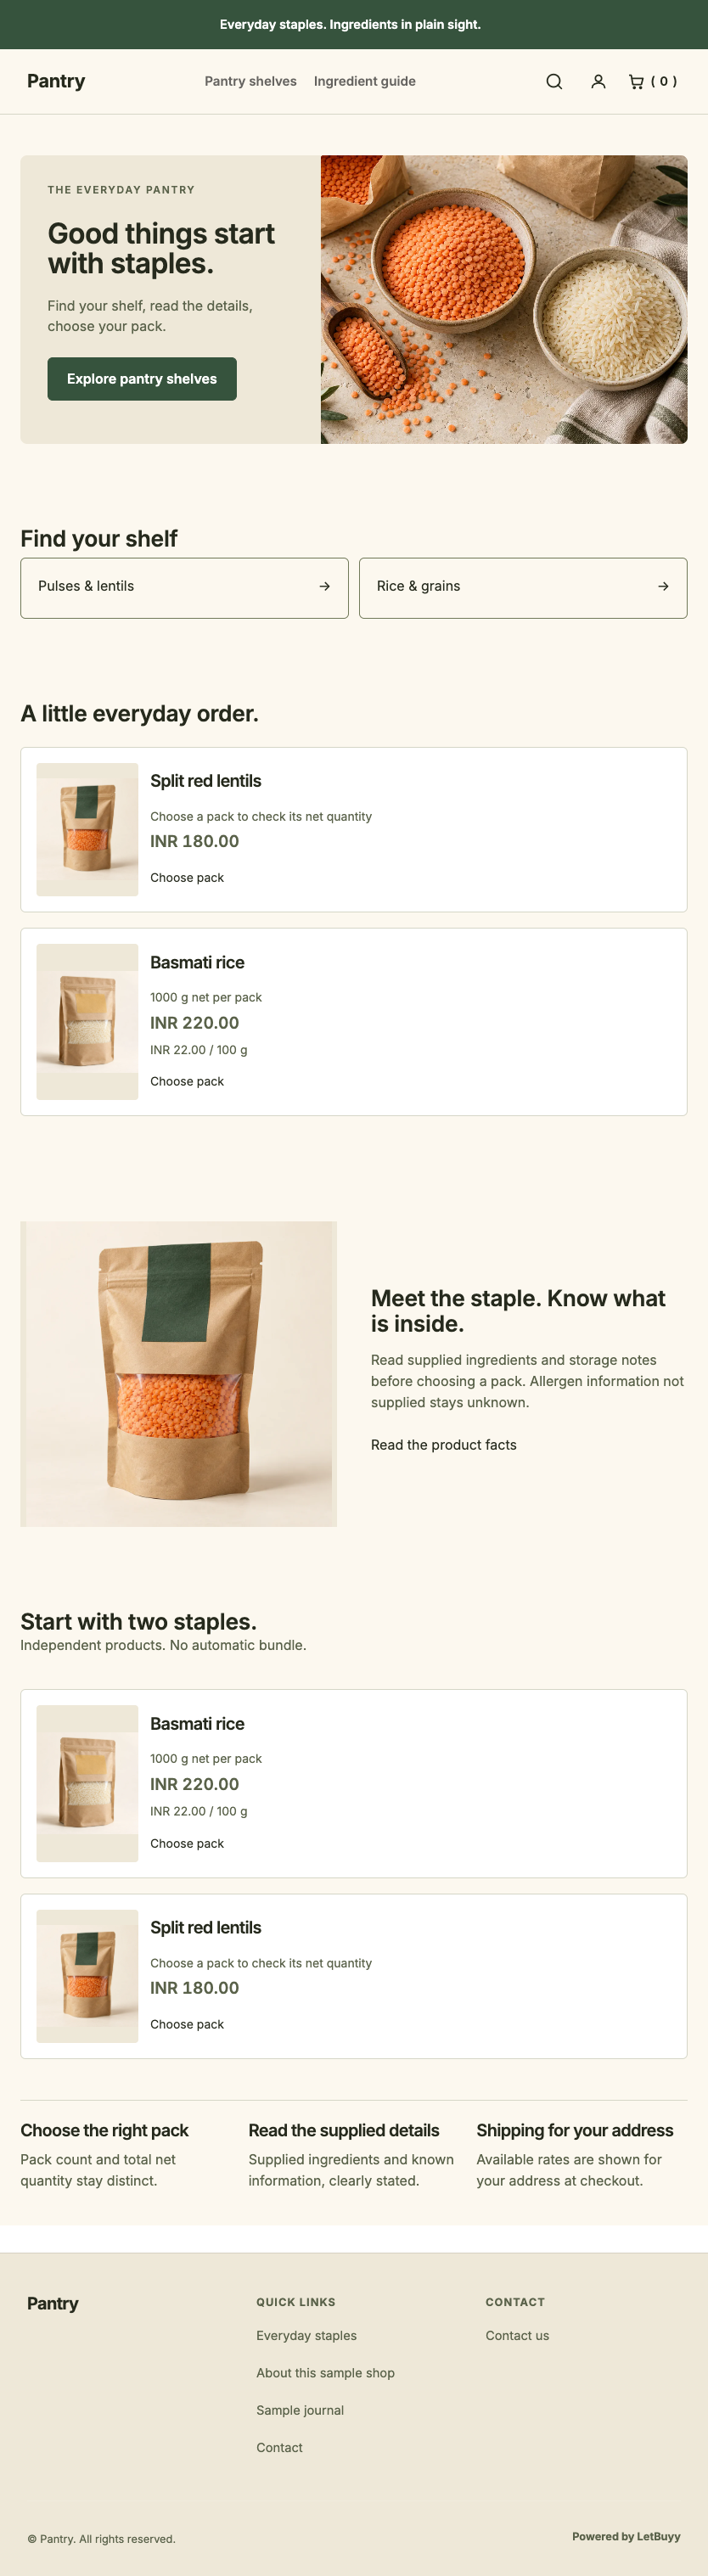 Everyday staples. Ingredients in plain sight.
Pantry
Pantry shelves
Ingredient guide
( 0 )
THE EVERYDAY PANTRY
Good things start
with staples.
Find your shelf, read the details,
choose your pack.
Explore pantry shelves
Find your shelf
Pulses & lentils →
Rice & grains →
A little everyday order.
Split red lentils
Choose a pack to check its net quantity
INR 180.00
Choose pack
Basmati rice
1000 g net per pack
INR 220.00
INR 22.00 / 100 g
Choose pack
Meet the staple. Know what
is inside.
Read supplied ingredients and storage notes
before choosing a pack. Allergen information not
supplied stays unknown.
Read the product facts
Start with two staples.
Independent products. No automatic bundle.
Basmati rice
1000 g net per pack
INR 220.00
INR 22.00 / 100 g
Choose pack
Split red lentils
Choose a pack to check its net quantity
INR 180.00
Choose pack
Choose the right pack
Pack count and total net
quantity stay distinct.
Read the supplied details
Supplied ingredients and known
information, clearly stated.
Shipping for your address
Available rates are shown for
your address at checkout.
Pantry
QUICK LINKS
Everyday staples
About this sample shop
Sample journal
Contact
CONTACT
Contact us
© Pantry. All rights reserved.
Powered by LetBuyy